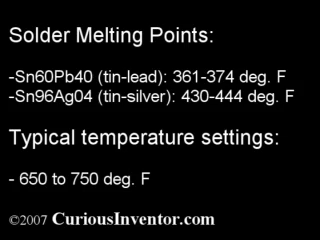 Solder Melting Points:
-Sn60Pb40 (tin-lead): 361-374 deg. F
-Sn96Ag04 (tin-silver): 430-444 deg. F
Typical temperature settings:
- 650 to 750 deg. F
©2007 CuriousInventor.com